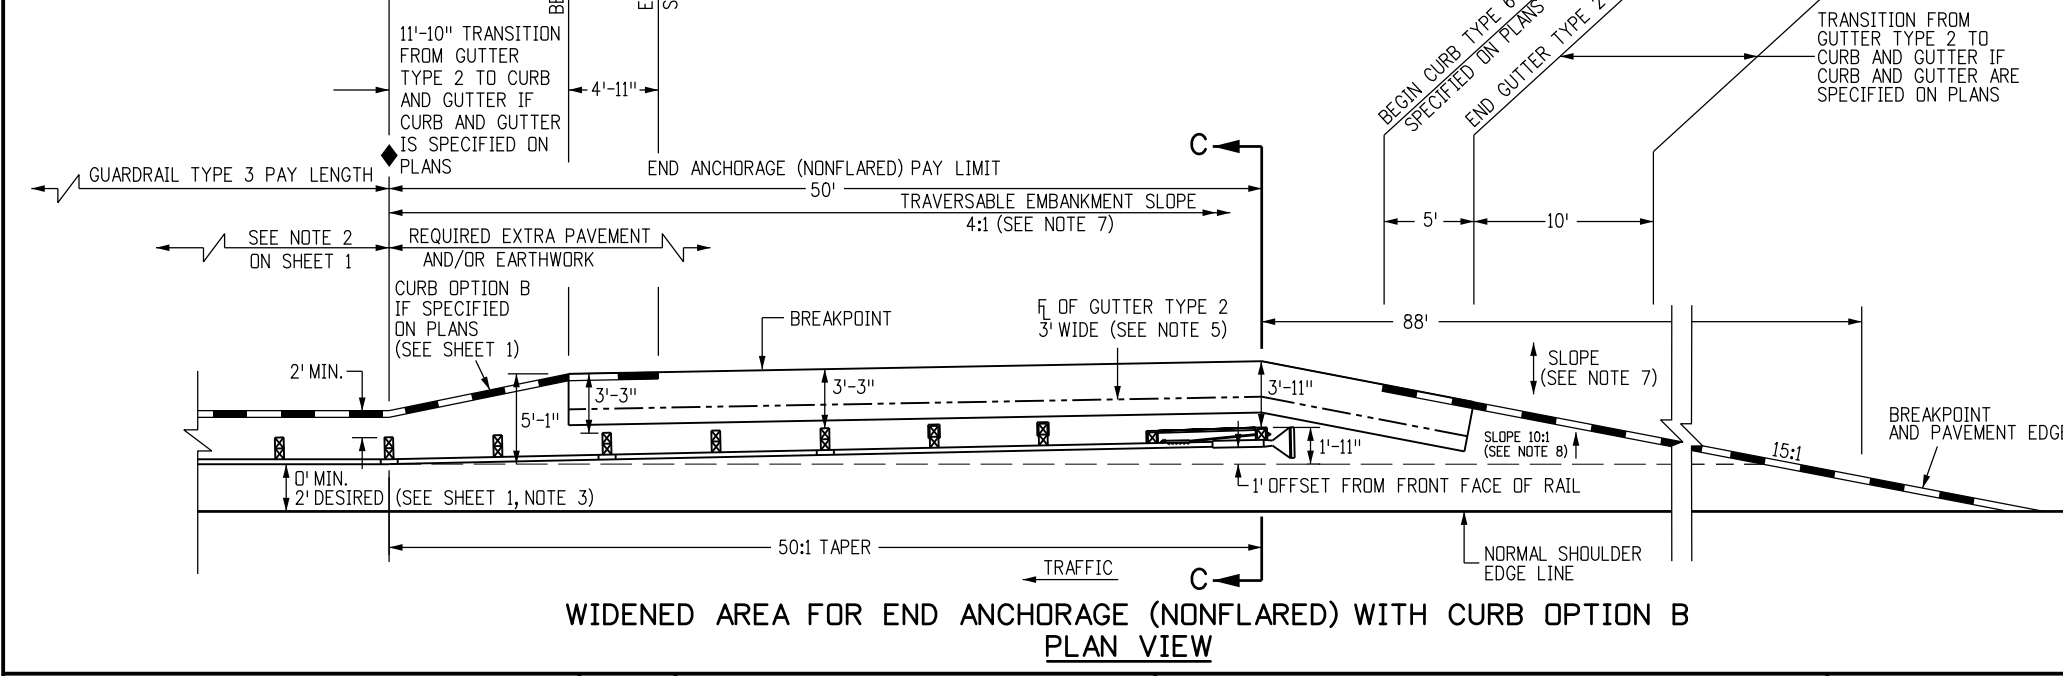 BE
E
S
11'-10" TRANSITION
FROM GUTTER
TYPE 2 TO CURB
AND GUTTER IF
CURB AND GUTTER
IS SPECIFIED ON
PLANS
4'-11"
BEGIN CURB TYPE 6
SPECIFIED ON PLANS
END GUTTER TYPE 2
TRANSITION FROM
GUTTER TYPE 2 TO
CURB AND GUTTER IF
CURB AND GUTTER ARE
SPECIFIED ON PLANS
C
GUARDRAIL TYPE 3 PAY LENGTH
END ANCHORAGE (NONFLARED) PAY LIMIT
50'
TRAVERSABLE EMBANKMENT SLOPE
4:1 (SEE NOTE 7)
5'
10'
SEE NOTE 2
ON SHEET 1
REQUIRED EXTRA PAVEMENT
AND/OR EARTHWORK
CURB OPTION B
IF SPECIFIED
ON PLANS
(SEE SHEET 1)
BREAKPOINT
FL OF GUTTER TYPE 2
3' WIDE (SEE NOTE 5)
88'
SLOPE
(SEE NOTE 7)
2' MIN.
5'-1"
3'-3"
3'-3"
3'-11"
1'-11"
SLOPE 10:1
(SEE NOTE 8)
BREAKPOINT
AND PAVEMENT EDGE
15:1
0' MIN.
2' DESIRED (SEE SHEET 1, NOTE 3)
1' OFFSET FROM FRONT FACE OF RAIL
50:1 TAPER
TRAFFIC
C
NORMAL SHOULDER
EDGE LINE
WIDENED AREA FOR END ANCHORAGE (NONFLARED) WITH CURB OPTION B
PLAN VIEW